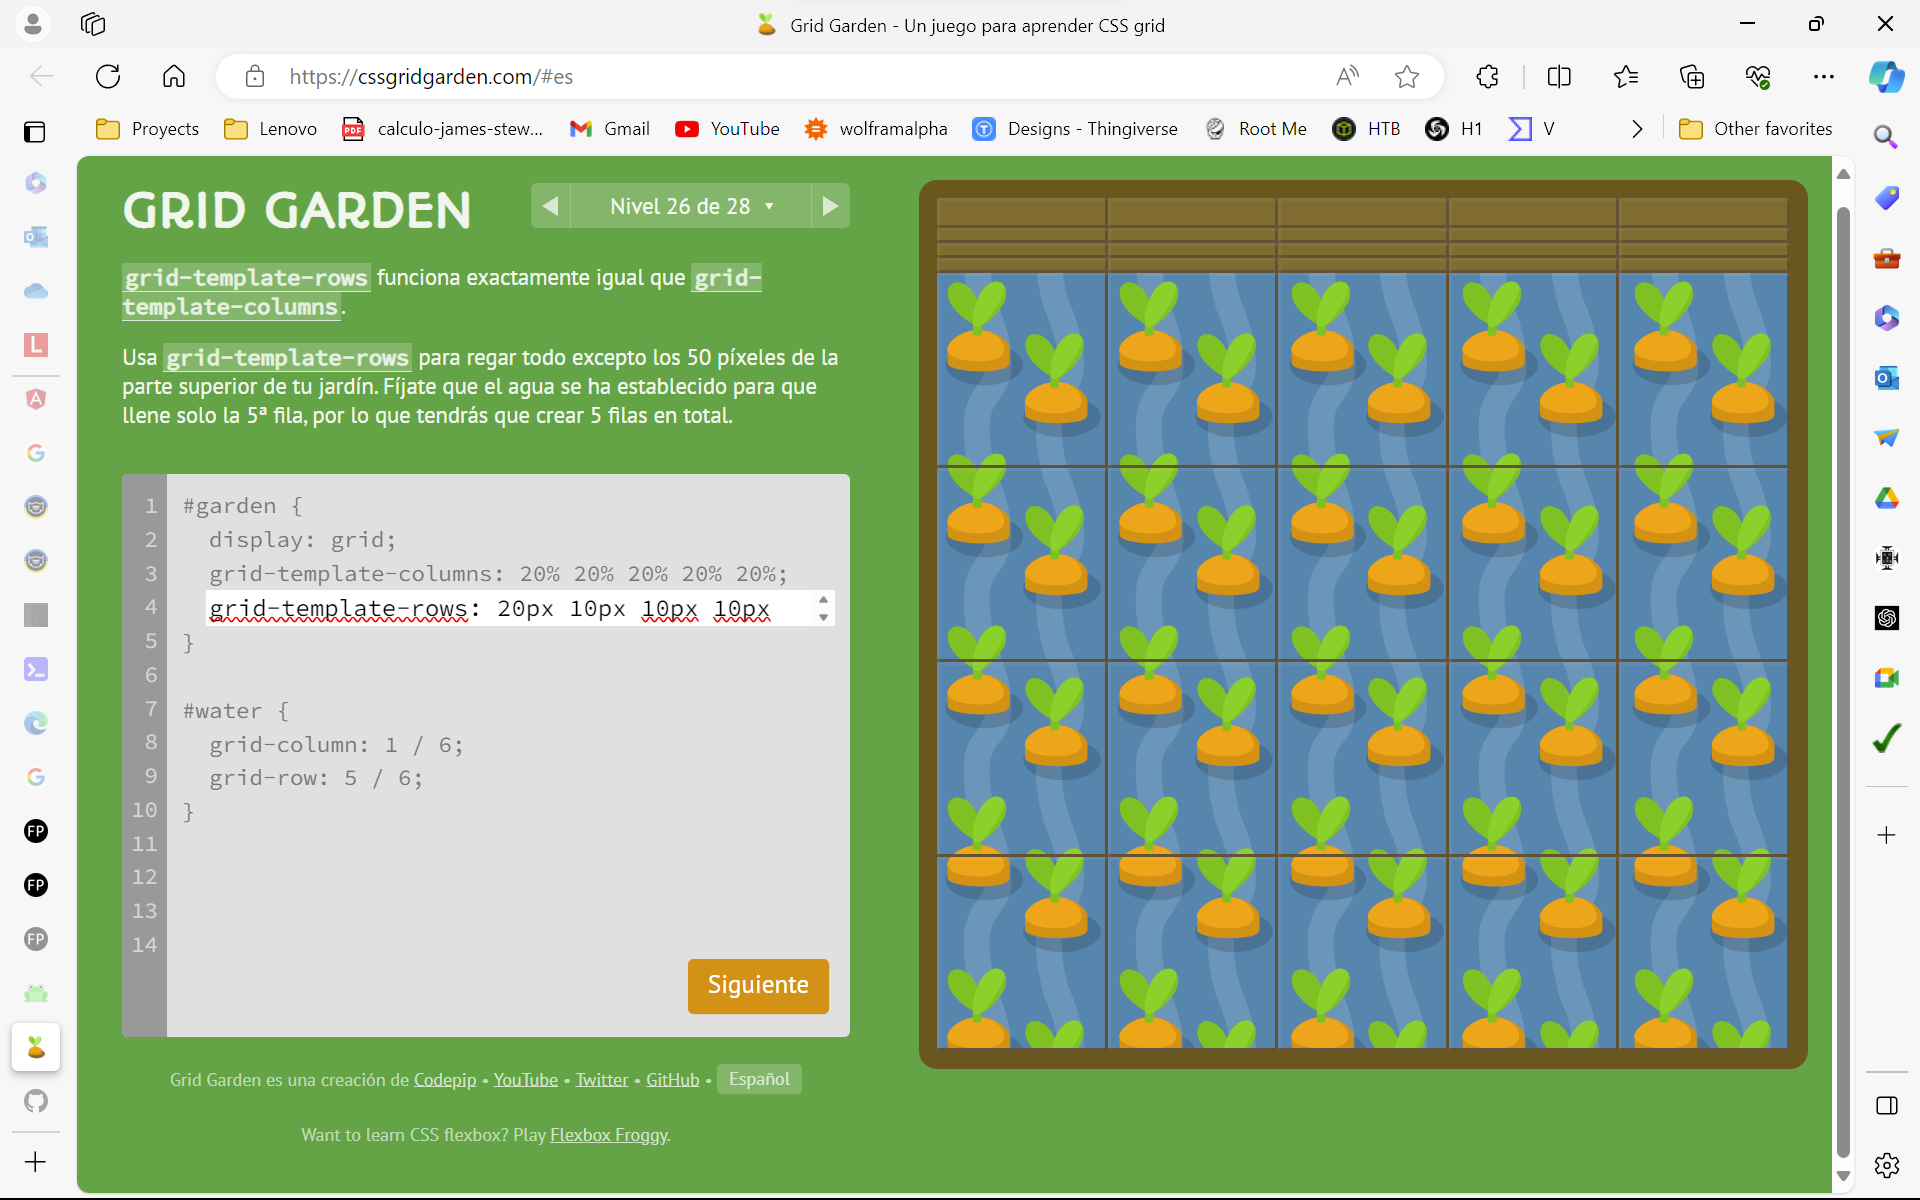 Grid Garden - Un juego para aprender CSS grid
https://cssgridgarden.com/#es
Proyects
Lenovo
PDF
calculo-james-stew...
Gmail
YouTube
wolframalpha
Designs - Thingiverse
Root Me
HTB
H1
V
Other favorites
GRID GARDEN
Nivel 26 de 28
grid-template-rows funciona exactamente igual que grid-
template-columns.
Usa grid-template-rows para regar todo excepto los 50 píxeles de la
parte superior de tu jardín. Fíjate que el agua se ha establecido para que
llene solo la 5ª fila, por lo que tendrás que crear 5 filas en total.
1 #garden {
2 display: grid;
3 grid-template-columns: 20% 20% 20% 20% 20%;
4 grid-template-rows: 20px 10px 10px 10px
5 }
6
7 #water {
8 grid-column: 1 / 6;
9 grid-row: 5 / 6;
10 }
11
12
13
14
Siguiente
Grid Garden es una creación de Codepip • YouTube • Twitter • GitHub • Español
Want to learn CSS flexbox? Play Flexbox Froggy.
L
FP
FP
FP